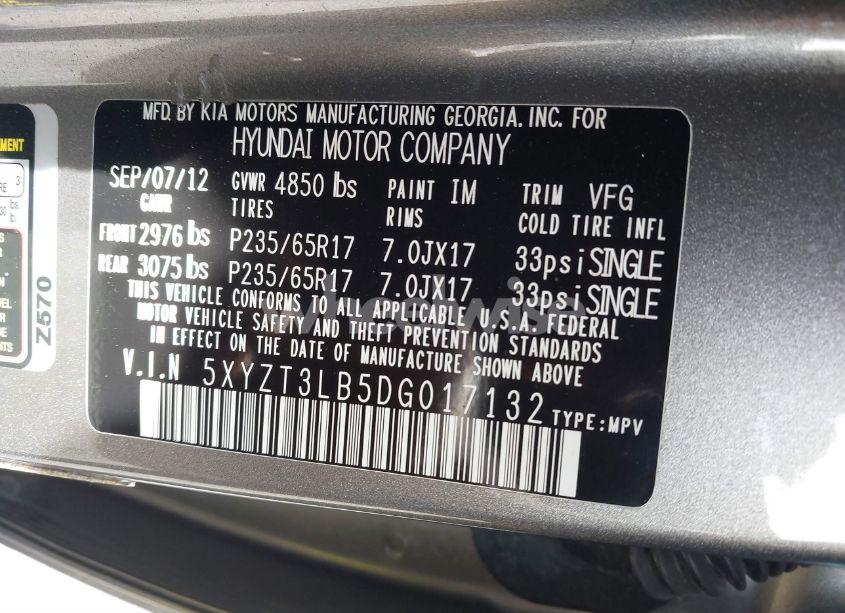 MFD. BY KIA MOTORS MANUFACTURING GEORGIA. INC. FOR
HYUNDAI MOTOR COMPANY
SEP/07/12 GVWR 4850 lbs PAINT IM TRIM VFG
GAWR TIRES RIMS COLD TIRE INFL
FRONT 2976 lbs P235/65R17 7.0JX17 33psi SINGLE
REAR 3075 lbs P235/65R17 7.0JX17 33psi SINGLE
THIS VEHICLE CONFORMS TO ALL APPLICABLE U.S.A. FEDERAL
MOTOR VEHICLE SAFETY AND THEFT PREVENTION STANDARDS
IN EFFECT ON THE DATE OF MANUFACTURE SHOWN ABOVE.
V.I.N 5XYZT3LB5DG017132 TYPE:MPV
Z570